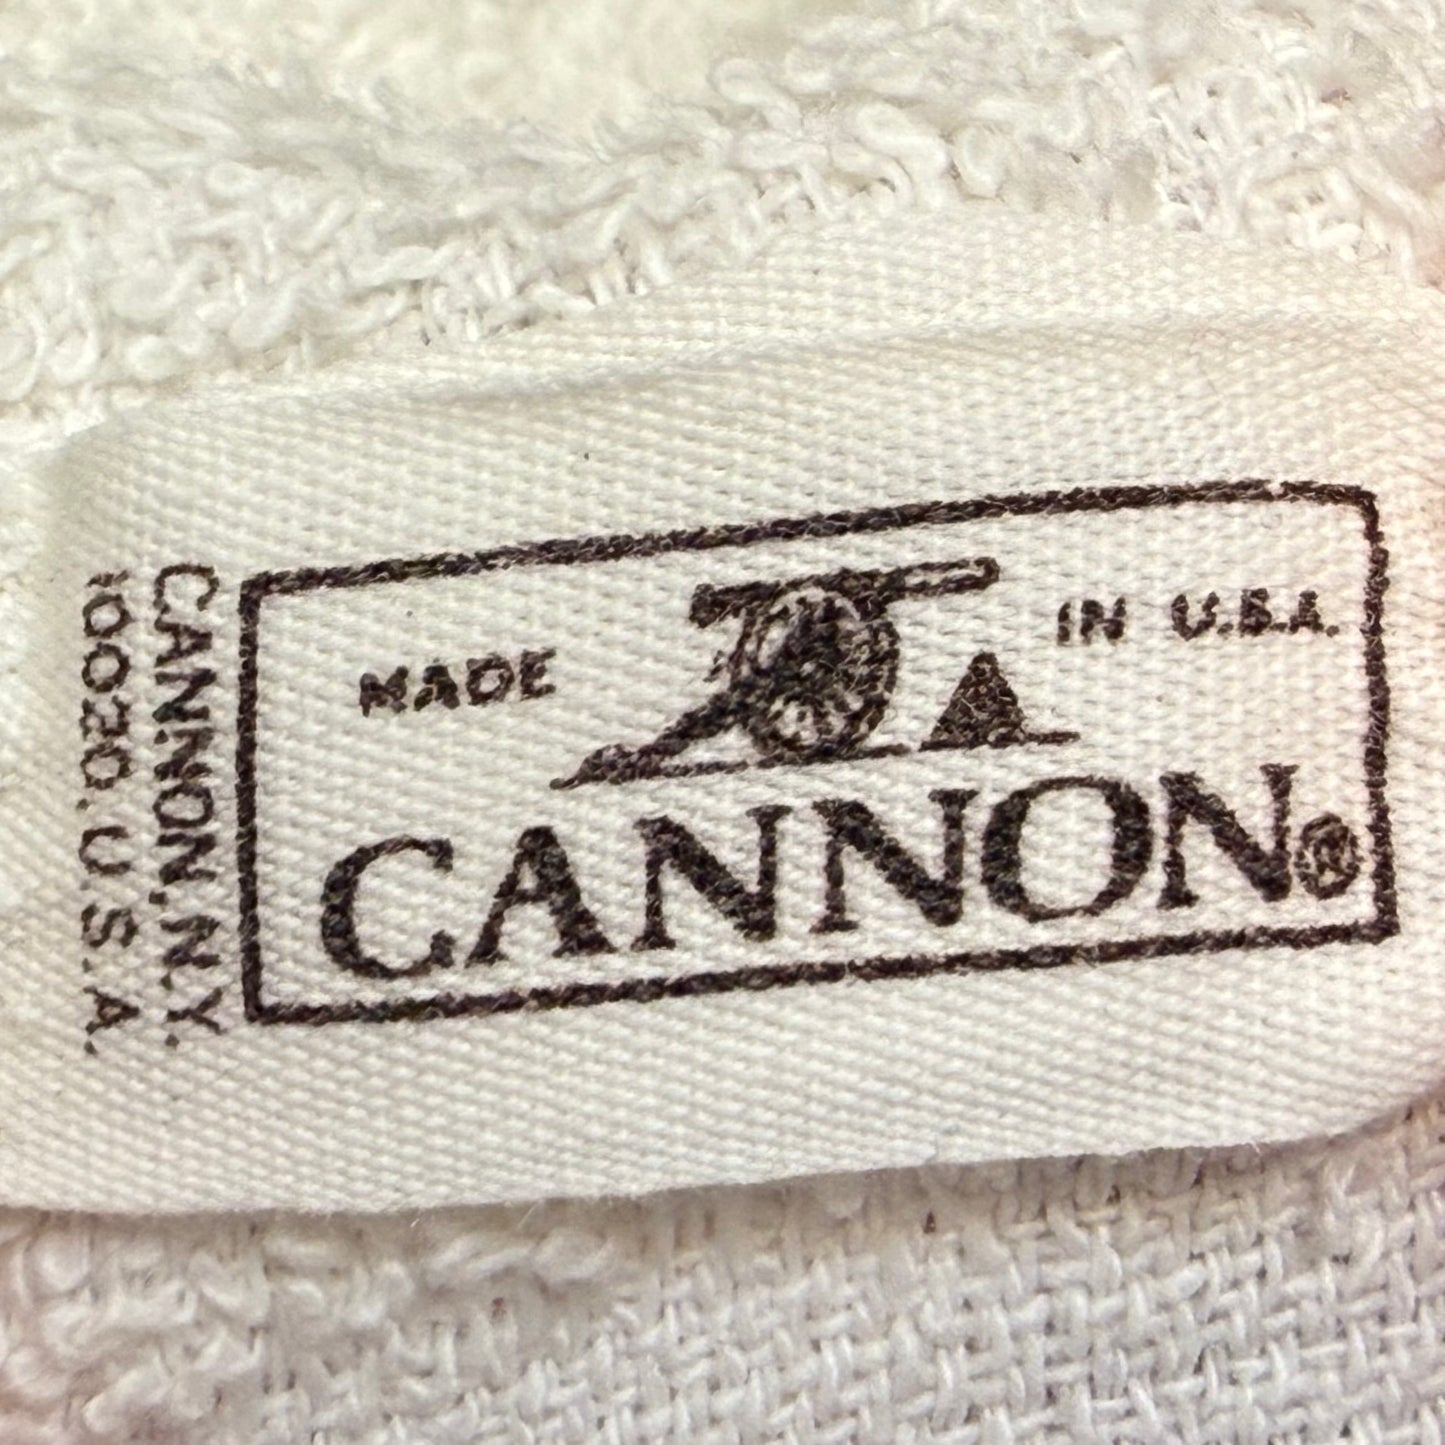 MADE IN U.S.A.
CANNON®
CANNON, N.Y.
10020, U.S.A.